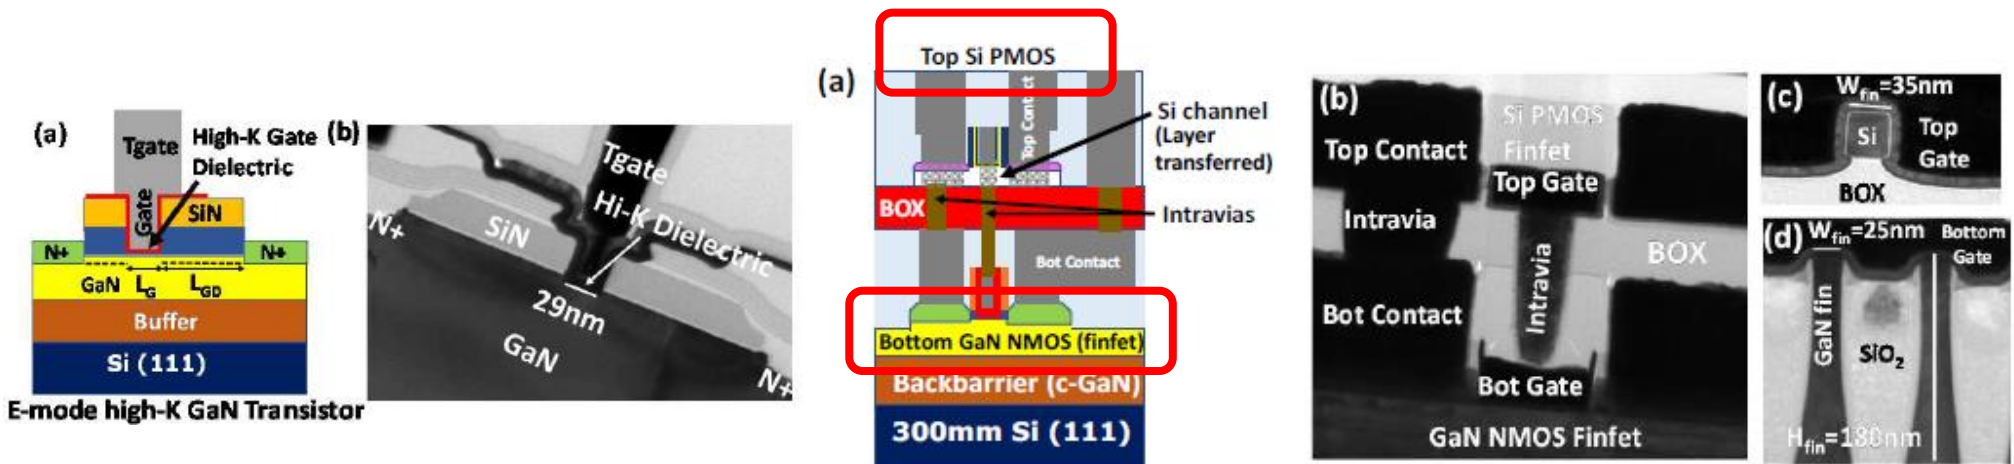 (a)
Tgate
High-K Gate
Dielectric
Gate
SiN
N+
N+
GaN
LG
LGD
Buffer
Si (111)
E-mode high-K GaN Transistor
(b)
Tgate
Hi-K Dielectric
SiN
N+
29nm
GaN
N+
(a)
Top Si PMOS
Top Contact
Si channel
(Layer
transferred)
BOX
Intravias
Bot Contact
Bottom GaN NMOS (finfet)
Backbarrier (c-GaN)
300mm Si (111)
(b)
Si PMOS
Finfet
Top Contact
Top Gate
Intravia
BOX
Intravia
Bot Contact
Bot Gate
GaN NMOS Finfet
(c)
Wfin=35nm
Si
Top
Gate
BOX
(d)
Wfin=25nm
Bottom
Gate
GaN fin
SiO2
Hfin=180nm